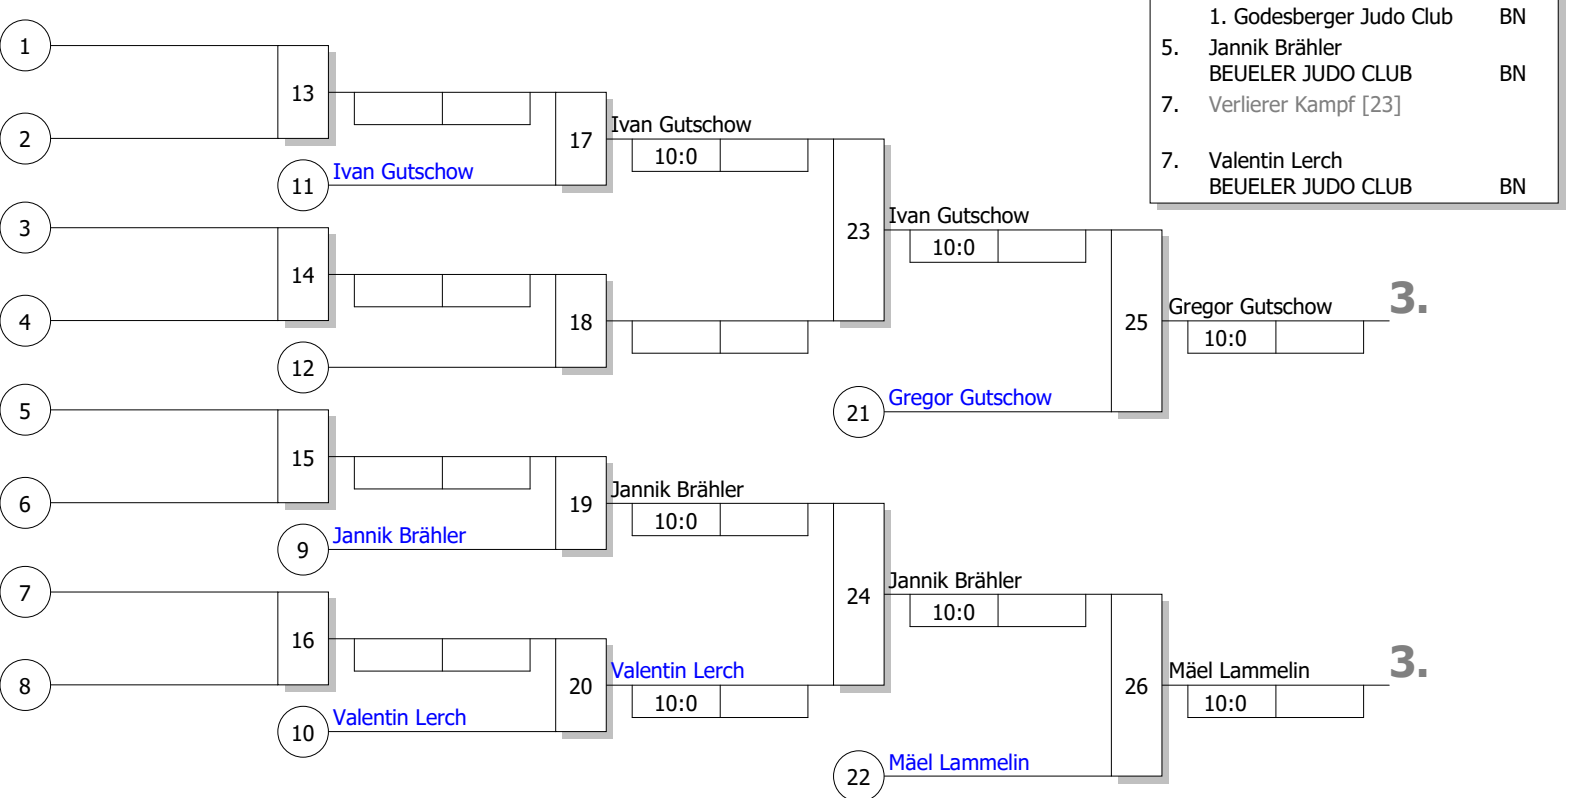 1. Godesberger Judo Club BN
5. Jannik Brähler
BEUELER JUDO CLUB BN
7. Verlierer Kampf [23]
7. Valentin Lerch
BEUELER JUDO CLUB BN
1
13
2
17
Ivan Gutschow
10:0
11
Ivan Gutschow
3
14
4
18
12
23
Ivan Gutschow
10:0
25
Gregor Gutschow
10:0
3.
21
Gregor Gutschow
5
15
6
19
Jannik Brähler
10:0
9
Jannik Brähler
7
16
8
20
Valentin Lerch
10:0
10
Valentin Lerch
24
Jannik Brähler
10:0
26
Mäel Lammelin
10:0
3.
22
Mäel Lammelin